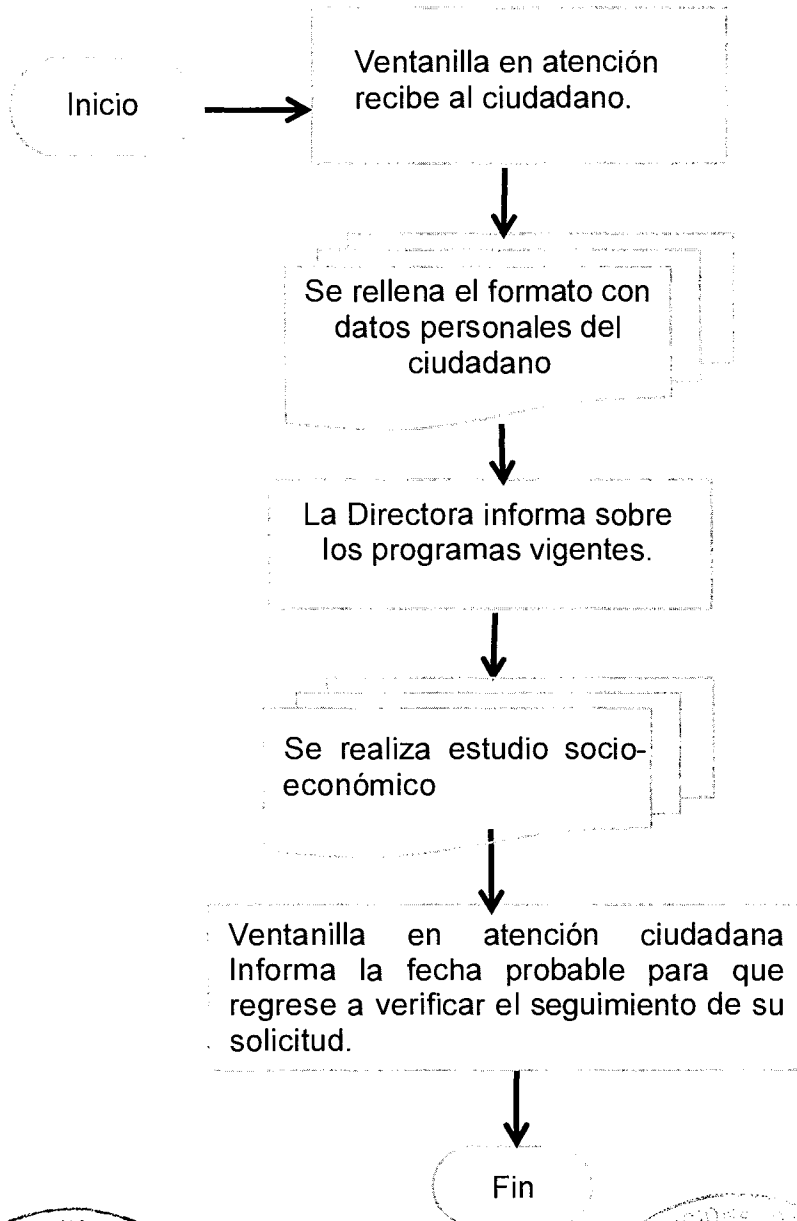 Inicio
Ventanilla en atención
recibe al ciudadano.
Se rellena el formato con
datos personales del
ciudadano
La Directora informa sobre
los programas vigentes.
Se realiza estudio socio-
económico
Ventanilla en atención ciudadana
Informa la fecha probable para que
regrese a verificar el seguimiento de su
solicitud.
Fin